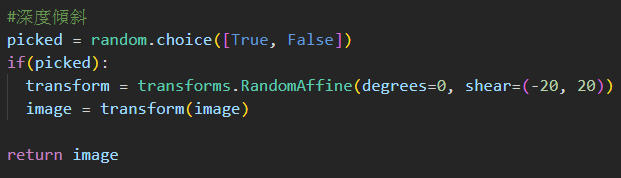 #深度傾斜
picked = random.choice([True, False])
if(picked):
  transform = transforms.RandomAffine(degrees=0, shear=(-20, 20))
  image = transform(image)
return image